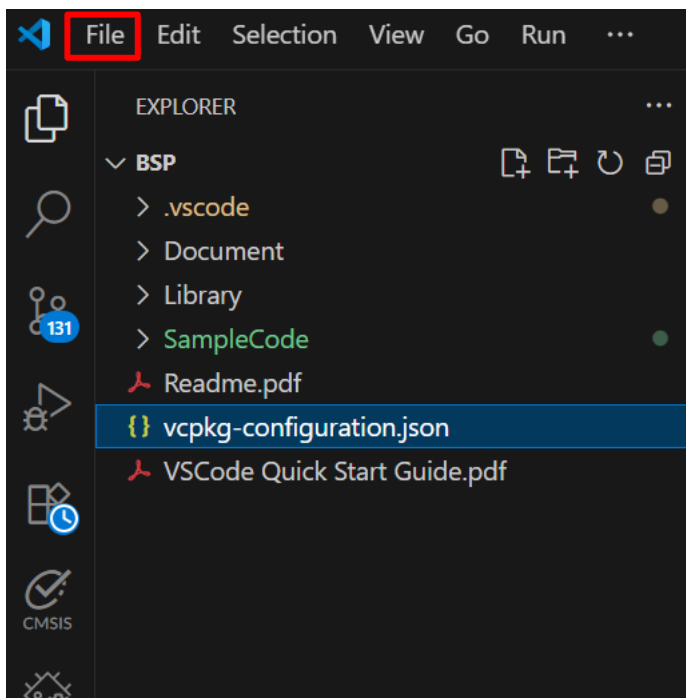 File Edit Selection View Go Run ...
EXPLORER ...
BSP
.vscode
Document
Library
131
SampleCode
Readme.pdf
{} vcpkg-configuration.json
VSCode Quick Start Guide.pdf
CMSIS